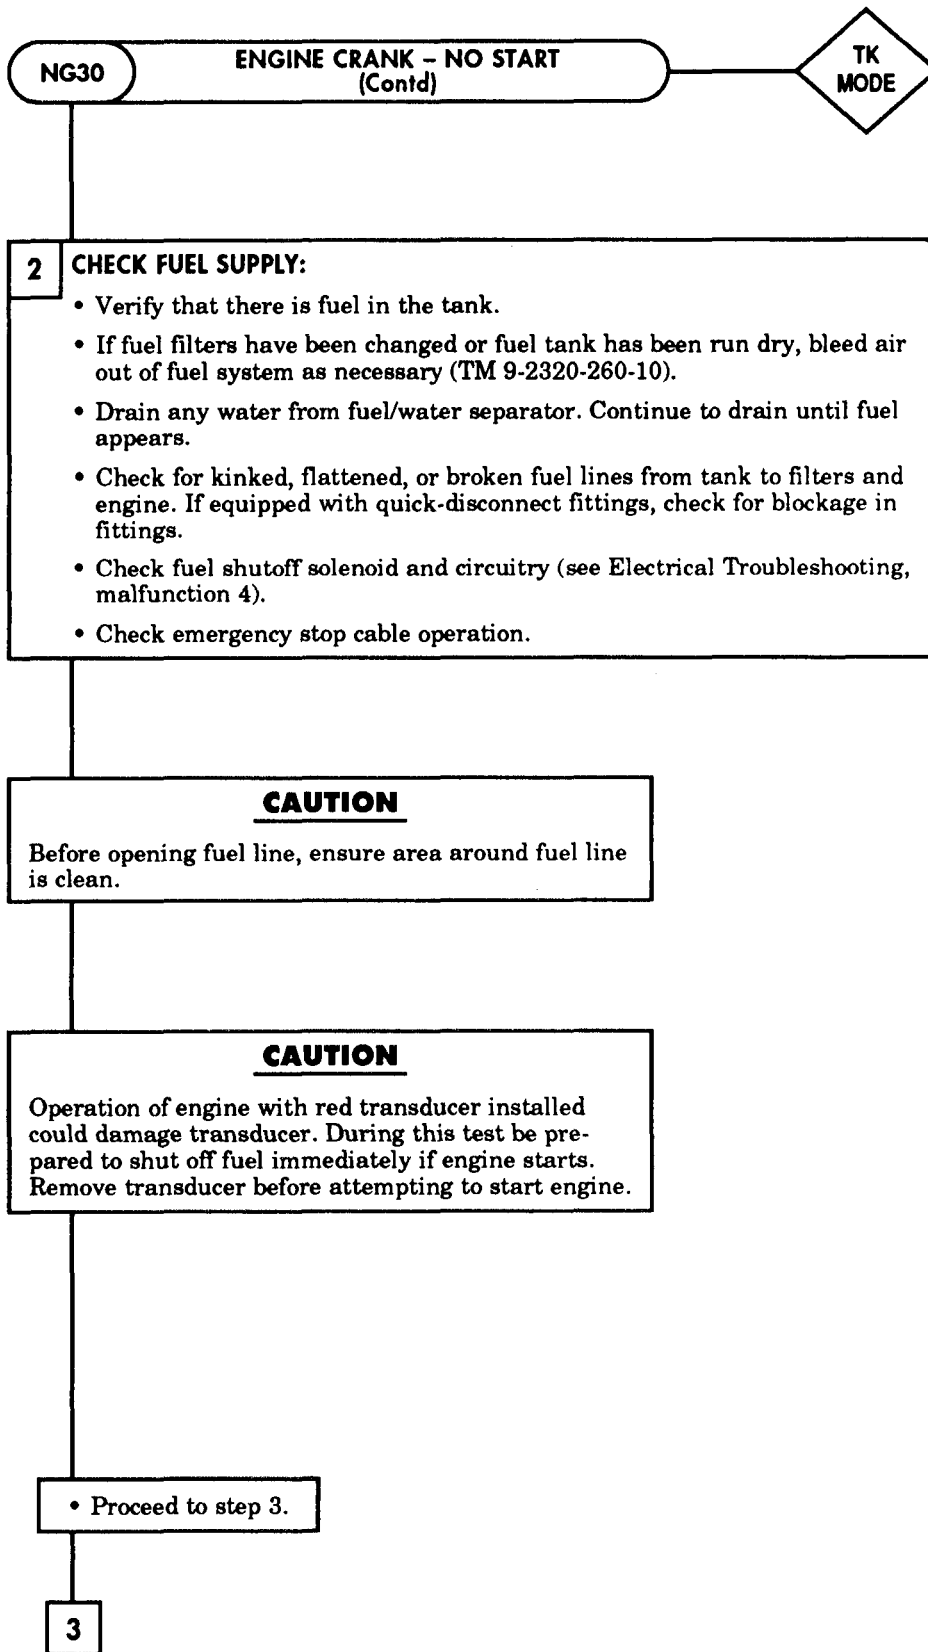 NG30
ENGINE CRANK – NO START
(Contd)
TK
MODE
2
CHECK FUEL SUPPLY:
• Verify that there is fuel in the tank.
• If fuel filters have been changed or fuel tank has been run dry, bleed air
out of fuel system as necessary (TM 9-2320-260-10).
• Drain any water from fuel/water separator. Continue to drain until fuel
appears.
• Check for kinked, flattened, or broken fuel lines from tank to filters and
engine. If equipped with quick-disconnect fittings, check for blockage in
fittings.
• Check fuel shutoff solenoid and circuitry (see Electrical Troubleshooting,
malfunction 4).
• Check emergency stop cable operation.
CAUTION
Before opening fuel line, ensure area around fuel line
is clean.
CAUTION
Operation of engine with red transducer installed
could damage transducer. During this test be pre-
pared to shut off fuel immediately if engine starts.
Remove transducer before attempting to start engine.
• Proceed to step 3.
3